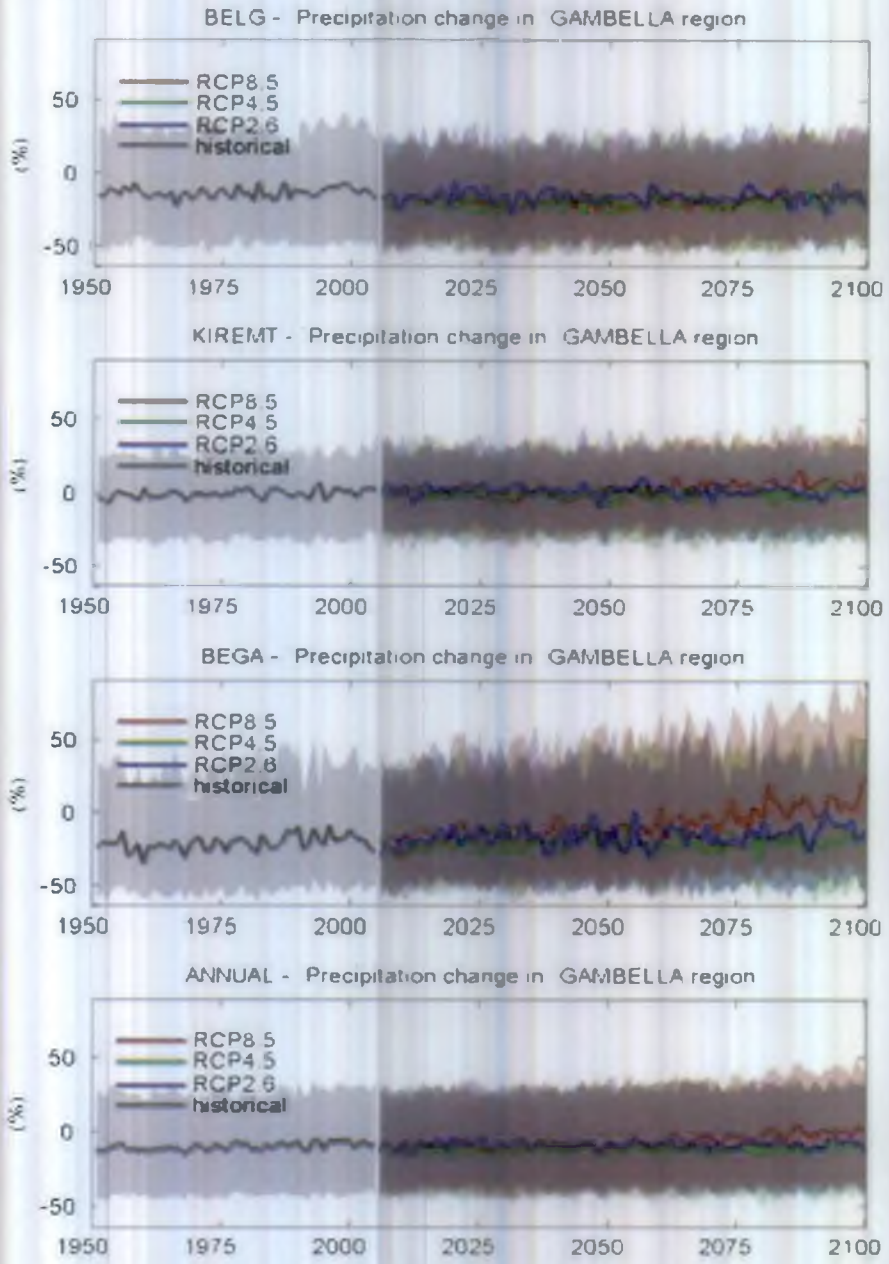 BELG - Precipitation change in GAMBELLA region
(%)
50
0
-50
RCP8.5
RCP4.5
RCP2.6
historical
1950 1975 2000 2025 2050 2075 2100
KIREMT - Precipitation change in GAMBELLA region
(%)
50
0
-50
RCP8.5
RCP4.5
RCP2.6
historical
1950 1975 2000 2025 2050 2075 2100
BEGA - Precipitation change in GAMBELLA region
(%)
50
0
-50
RCP8.5
RCP4.5
RCP2.6
historical
1950 1975 2000 2025 2050 2075 2100
ANNUAL - Precipitation change in GAMBELLA region
(%)
50
0
-50
RCP8.5
RCP4.5
RCP2.6
historical
1950 1975 2000 2025 2050 2075 2100